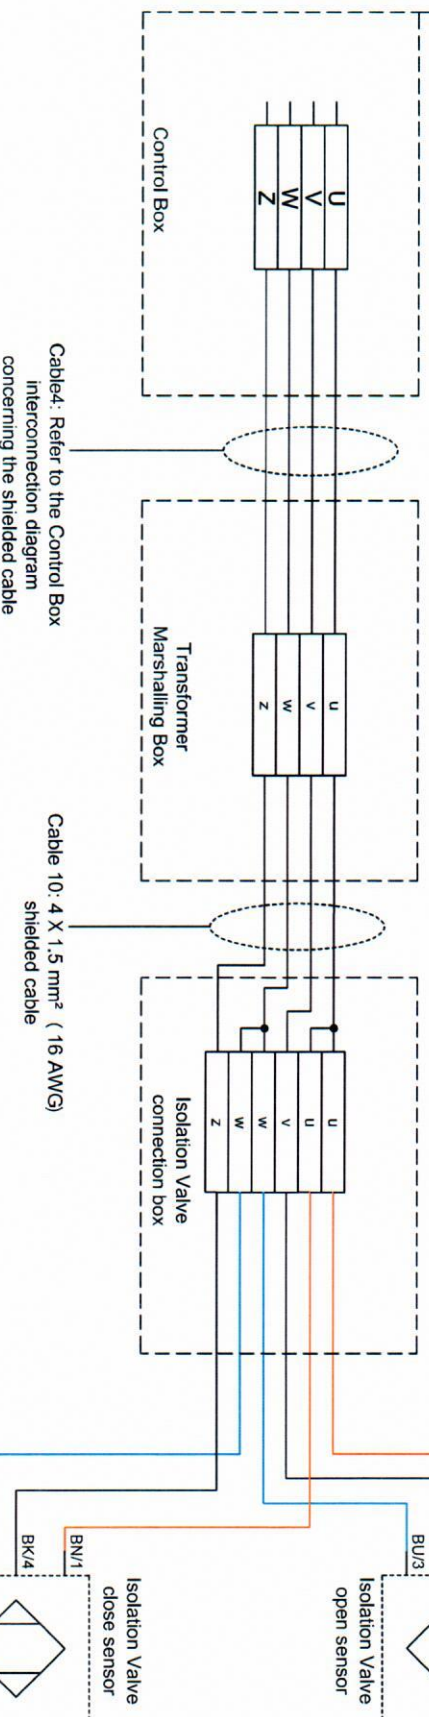 U
V
W
Z
Control Box
Cable4: Refer to the Control Box
interconnection diagram
concerning the shielded cable
u
v
w
z
Transformer
Marshalling Box
Cable 10: 4 X 1.5 mm² ( 16 AWG)
shielded cable
u
u
v
w
w
z
Isolation Valve
connection box
BU/3
Isolation Valve
open sensor
BN/1
BK/4
Isolation Valve
close sensor